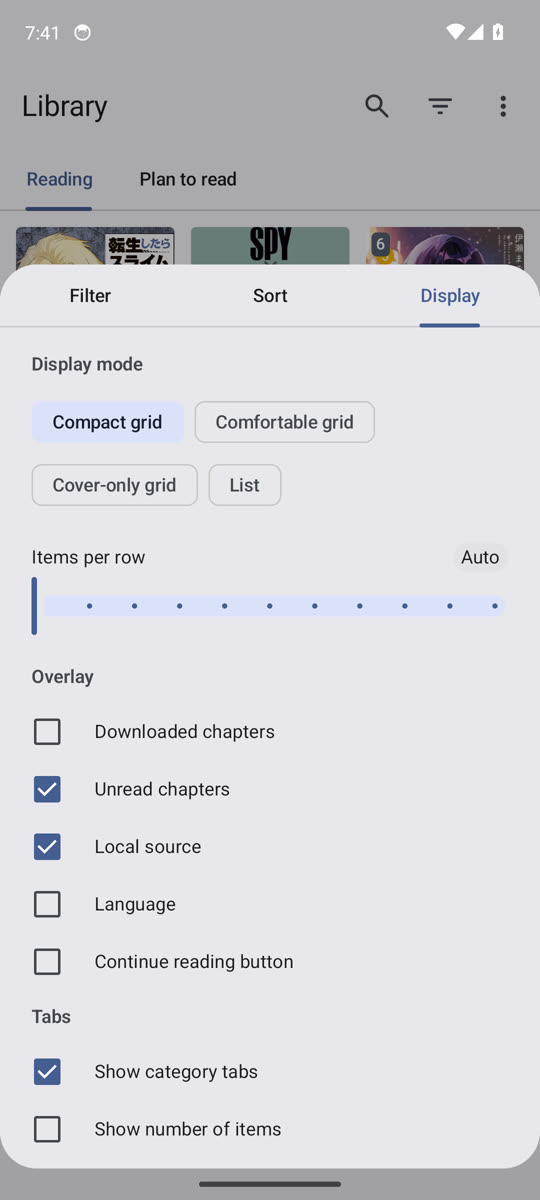 7:41
Library
Reading
Plan to read
転生したら
スライム
SPY
6
Filter
Sort
Display
Display mode
Compact grid
Comfortable grid
Cover-only grid
List
Items per row
Auto
Overlay
Downloaded chapters
Unread chapters
Local source
Language
Continue reading button
Tabs
Show category tabs
Show number of items